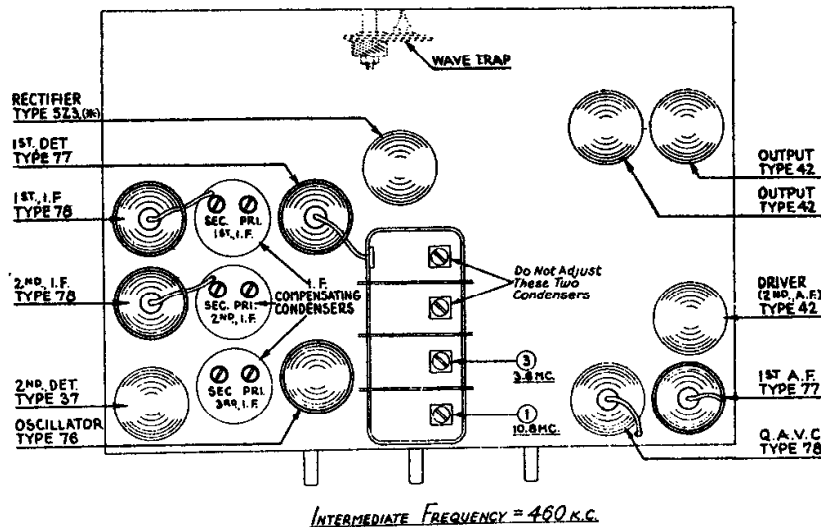 WAVE TRAP
RECTIFIER
TYPE 5Z3.(*)
1ST, DET
TYPE 77
1ST., I.F
TYPE 78
2ND., I.F.
TYPE 78
2ND., DET.
TYPE 37
OSCILLATOR
TYPE 76
SEC. PRI.
1ST., I.F.
I.F.
COMPENSATING
CONDENSERS
SEC. PRI.
2ND., I.F.
SEC PRI.
3RD., I.F.
Do Not Adjust
These Two
Condensers
3
3.8 MC.
1
10.8 MC.
OUTPUT
TYPE 42
OUTPUT
TYPE 42
DRIVER
(2ND., A.F.)
TYPE 42
1ST A.F.
TYPE 77
Q.A.V.C.
TYPE 78
INTERMEDIATE FREQUENCY = 460 K.C.